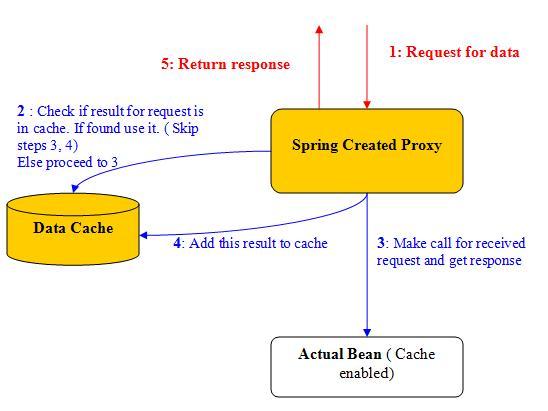 5: Return response
1: Request for data
2 : Check if result for request is
in cache. If found use it. ( Skip
steps 3, 4)
Else proceed to 3
Spring Created Proxy
Data Cache
4: Add this result to cache
3: Make call for received
request and get response
Actual Bean ( Cache
enabled)